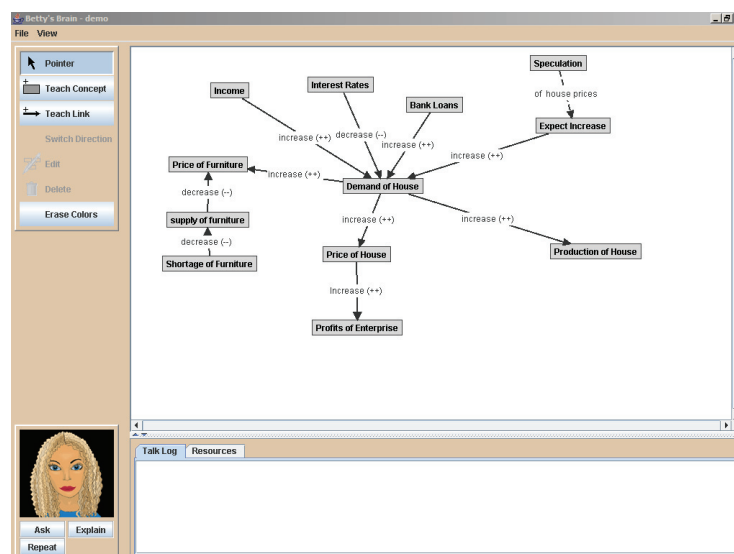 Betty's Brain - demo
File View
Pointer
Teach Concept
Teach Link
Switch Direction
Edit
Delete
Erase Colors
Speculation
of house prices
Expect Increase
Income
Interest Rates
Bank Loans
increase (++)
decrease (--)
increase (++)
increase (++)
Price of Furniture
increase (++)
Demand of House
decrease (--)
supply of furniture
increase (++)
increase (++)
decrease (--)
Shortage of Furniture
Price of House
Production of House
Increase (++)
Profits of Enterprise
Talk Log Resources
Ask Explain
Repeat